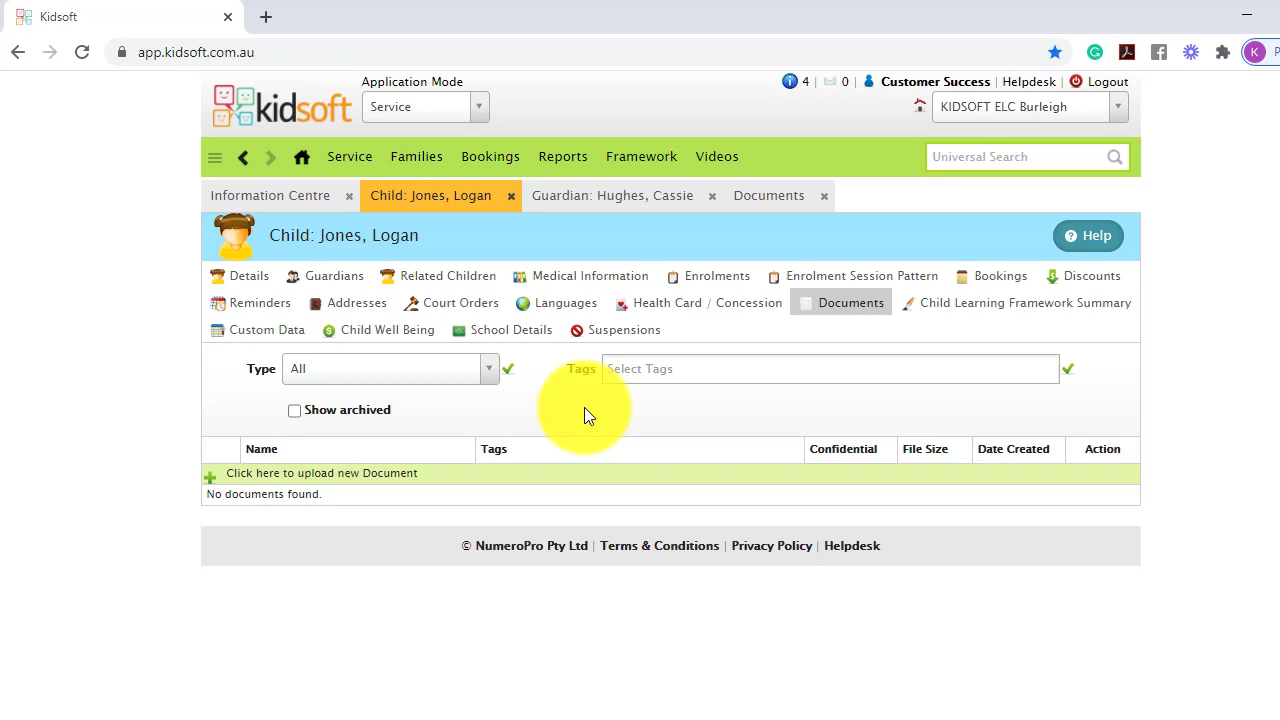 Kidsoft
app.kidsoft.com.au
K
Application Mode
4 0 Customer Success | Helpdesk Logout
kidsoft
Service
KIDSOFT ELC Burleigh
Service Families Bookings Reports Framework Videos
Universal Search
Information Centre Child: Jones, Logan Guardian: Hughes, Cassie Documents
Child: Jones, Logan
? Help
Details Guardians Related Children Medical Information Enrolments Enrolment Session Pattern Bookings Discounts
Reminders Addresses Court Orders Languages Health Card / Concession Documents Child Learning Framework Summary
Custom Data Child Well Being School Details Suspensions
Type All Tags Select Tags
Show archived
Name Tags Confidential File Size Date Created Action
Click here to upload new Document
No documents found.
© NumeroPro Pty Ltd | Terms & Conditions | Privacy Policy | Helpdesk